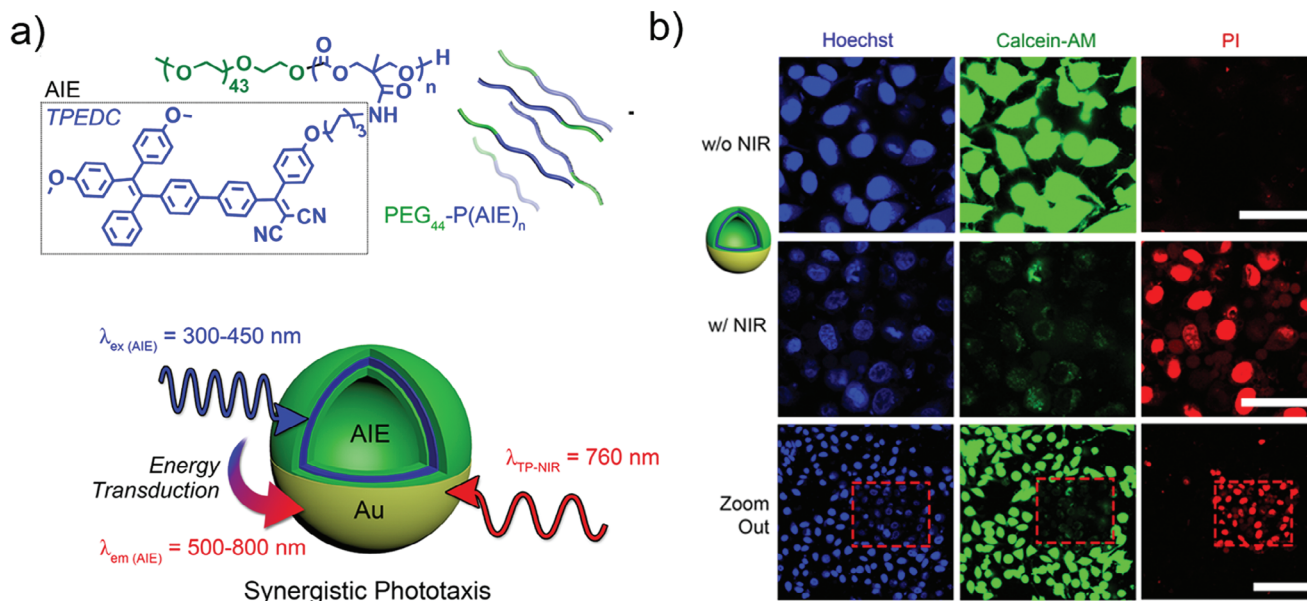 a)
O
43
O
O
O
O
O
H
n
O
NH
AIE
TPEDC
O
O
3
O
CN
NC
PEG44-P(AIE)n
λex (AIE) = 300-450 nm
AIE
Energy
Transduction
λTP-NIR = 760 nm
Au
λem (AIE) = 500-800 nm
Synergistic Phototaxis
b)
Hoechst
Calcein-AM
PI
w/o NIR
w/ NIR
Zoom
Out